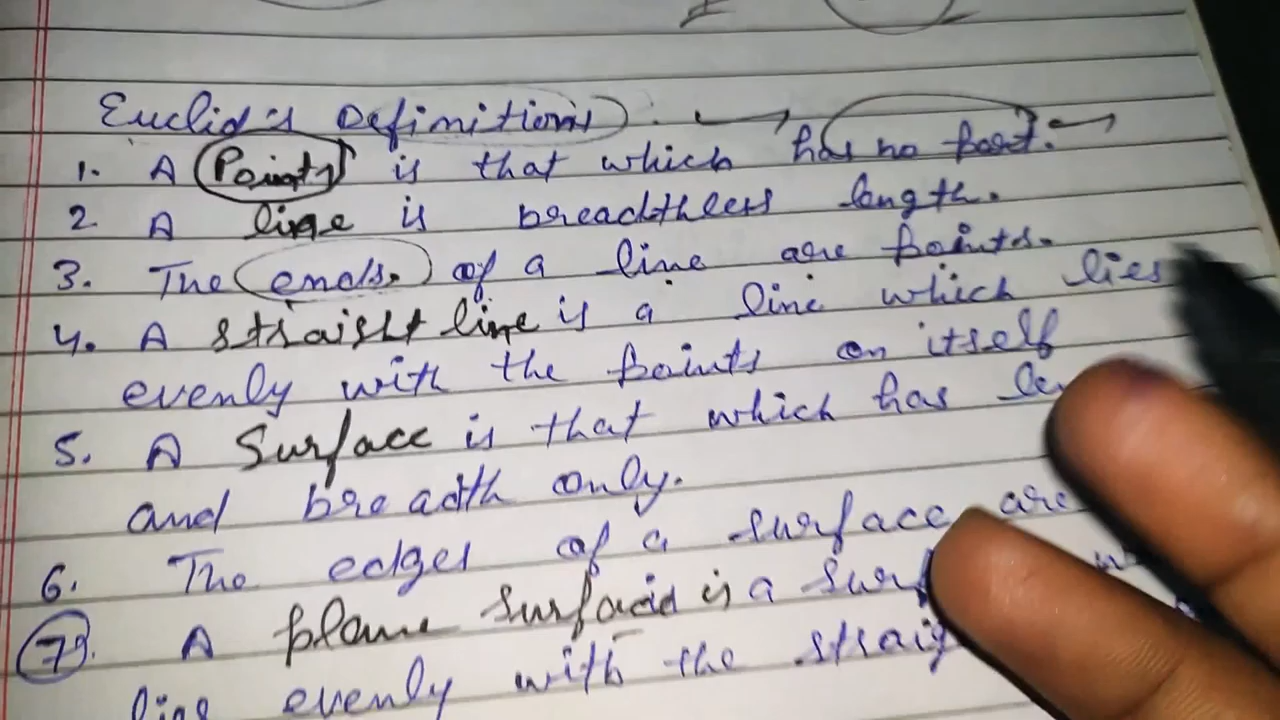 Euclid's Definitions :
1. A Point is that which has no part.
2 A line is breadthless length.
3. The ends. of a line are points.
4. A straight line is a line which lies
evenly with the points on itself
5. A Surface is that which has
and breadth only.
6. The edges of a surface are
7. A plane is a
evenly with the